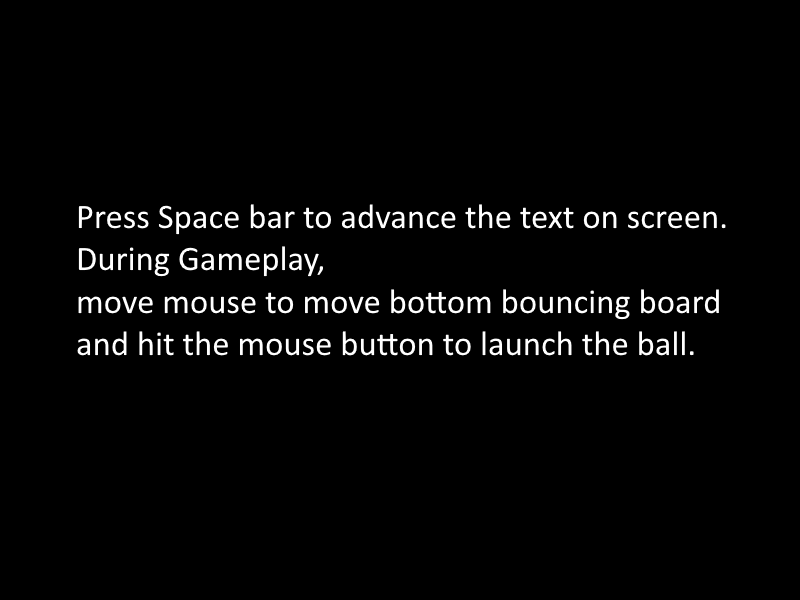 Press Space bar to advance the text on screen.
During Gameplay,
move mouse to move bottom bouncing board
and hit the mouse button to launch the ball.